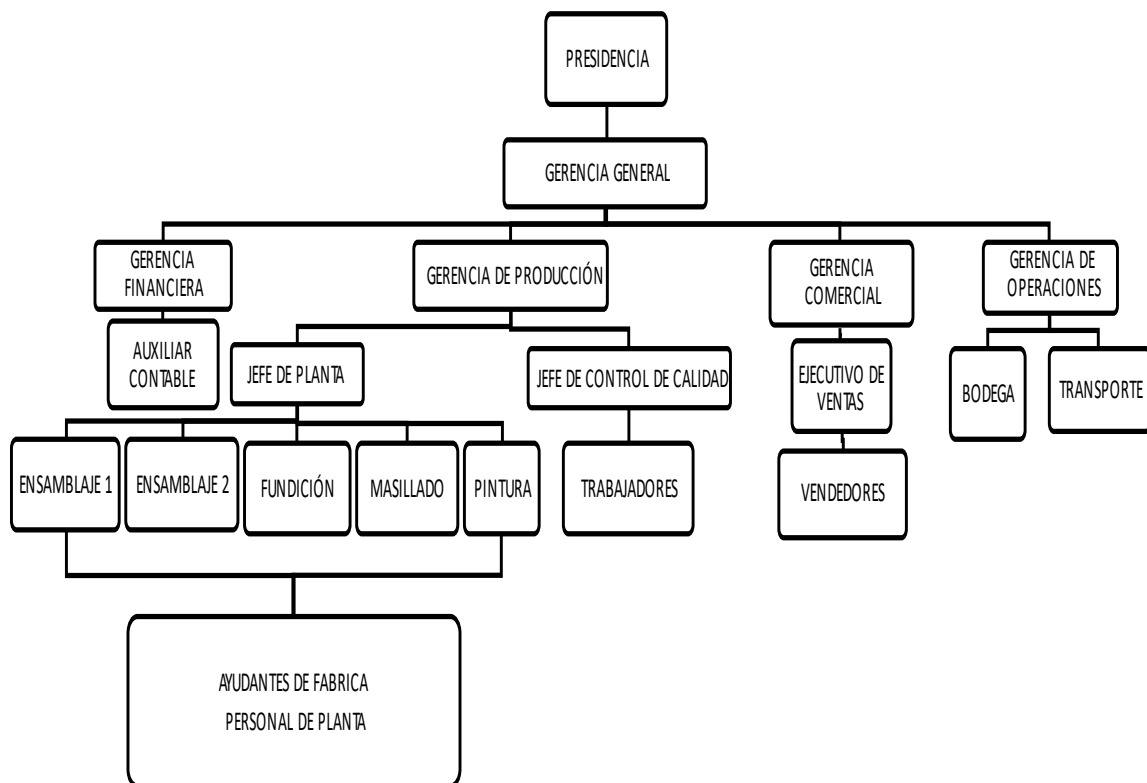 PRESIDENCIA
GERENCIA GENERAL
GERENCIA
FINANCIERA
GERENCIA DE PRODUCCIÓN
GERENCIA
COMERCIAL
GERENCIA DE
OPERACIONES
AUXILIAR
CONTABLE
JEFE DE PLANTA
JEFE DE CONTROL DE CALIDAD
EJECUTIVO DE
VENTAS
BODEGA
TRANSPORTE
ENSAMBLAJE 1
ENSAMBLAJE 2
FUNDICIÓN
MASILLADO
PINTURA
TRABAJADORES
VENDEDORES
AYUDANTES DE FABRICA
PERSONAL DE PLANTA